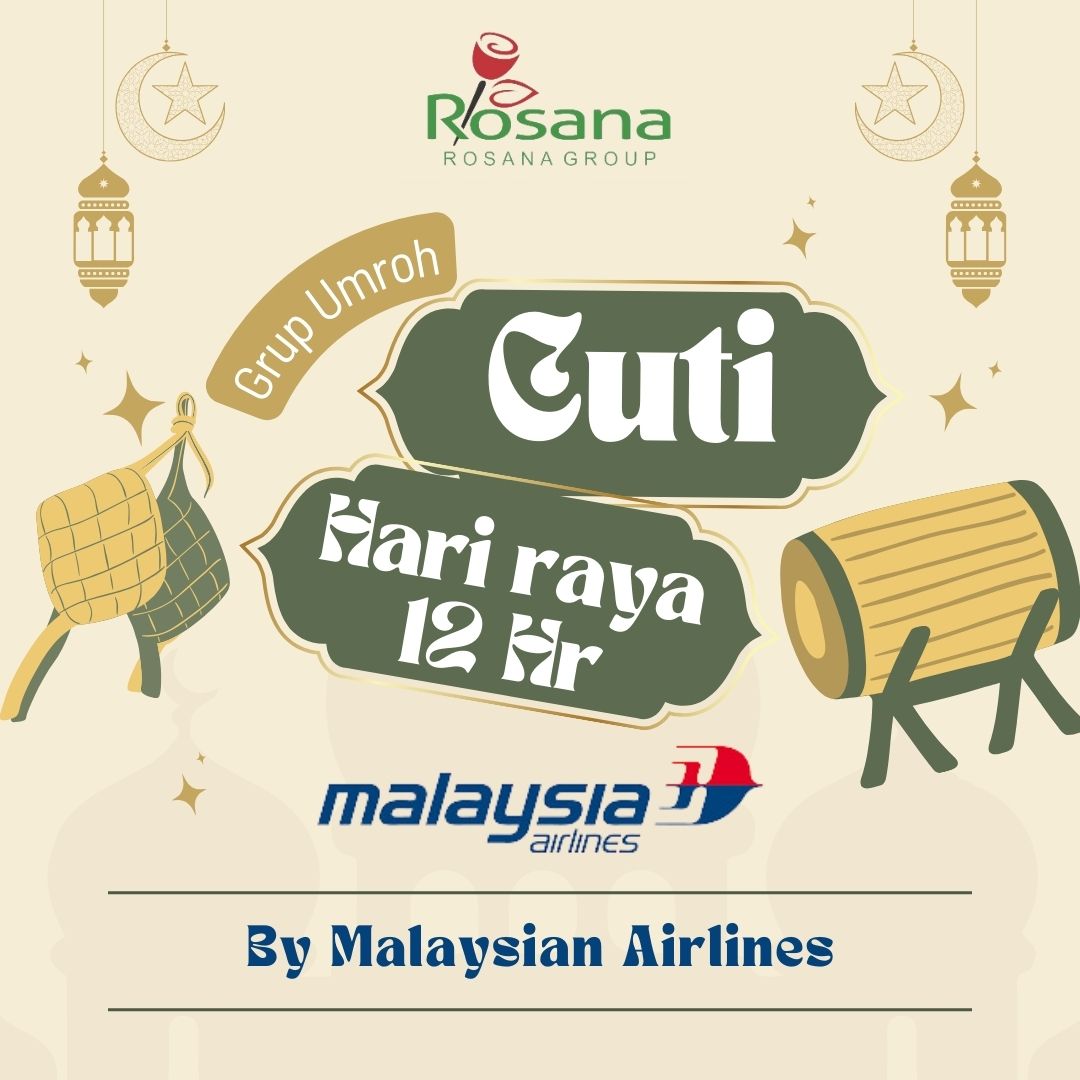 Rosana
ROSANA GROUP
Grup Umroh
Cuti
Hari raya
12 Hr
malaysia
airlines
By Malaysian Airlines